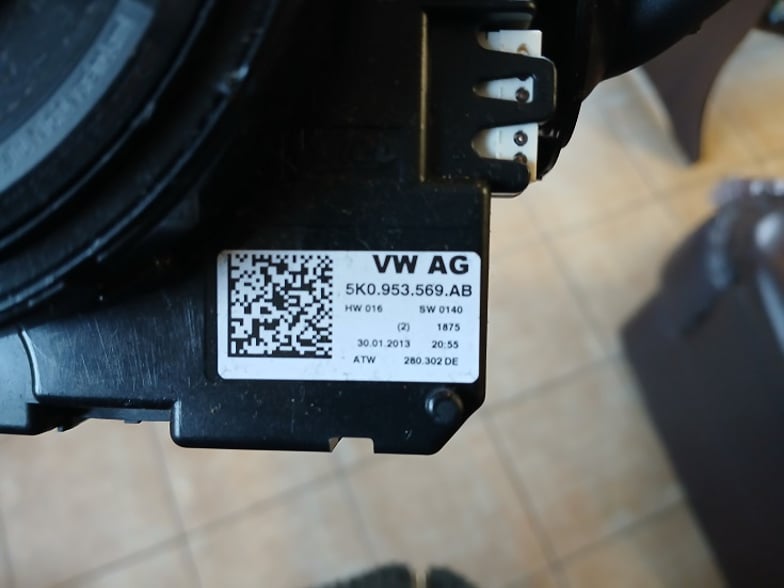 VW AG
5K0.953.569.AB
HW 016 SW 0140
(2) 1875
30.01.2013 20:55
ATW 280.302 DE